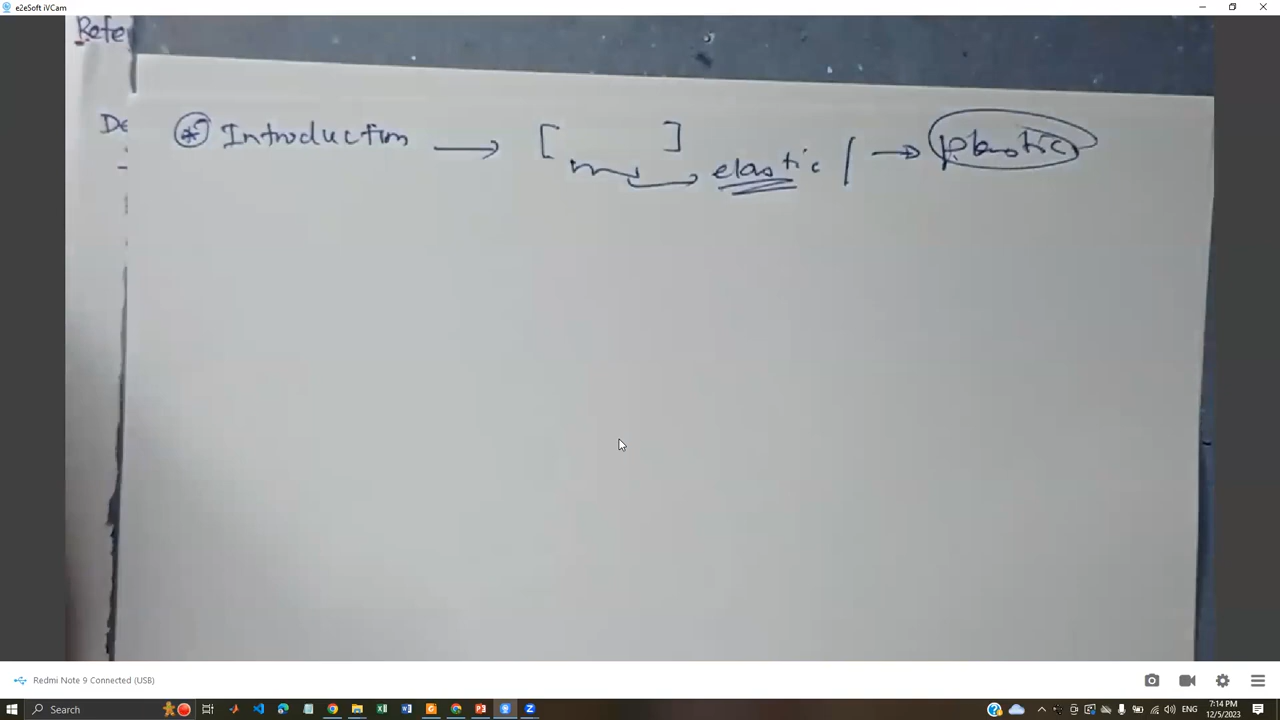 e2eSoft iVCam
Refe
De
* Introduction → [ ] → elastic / → plastic
Redmi Note 9 Connected (USB)
Search
ENG
7:14 PM
12/5/2023